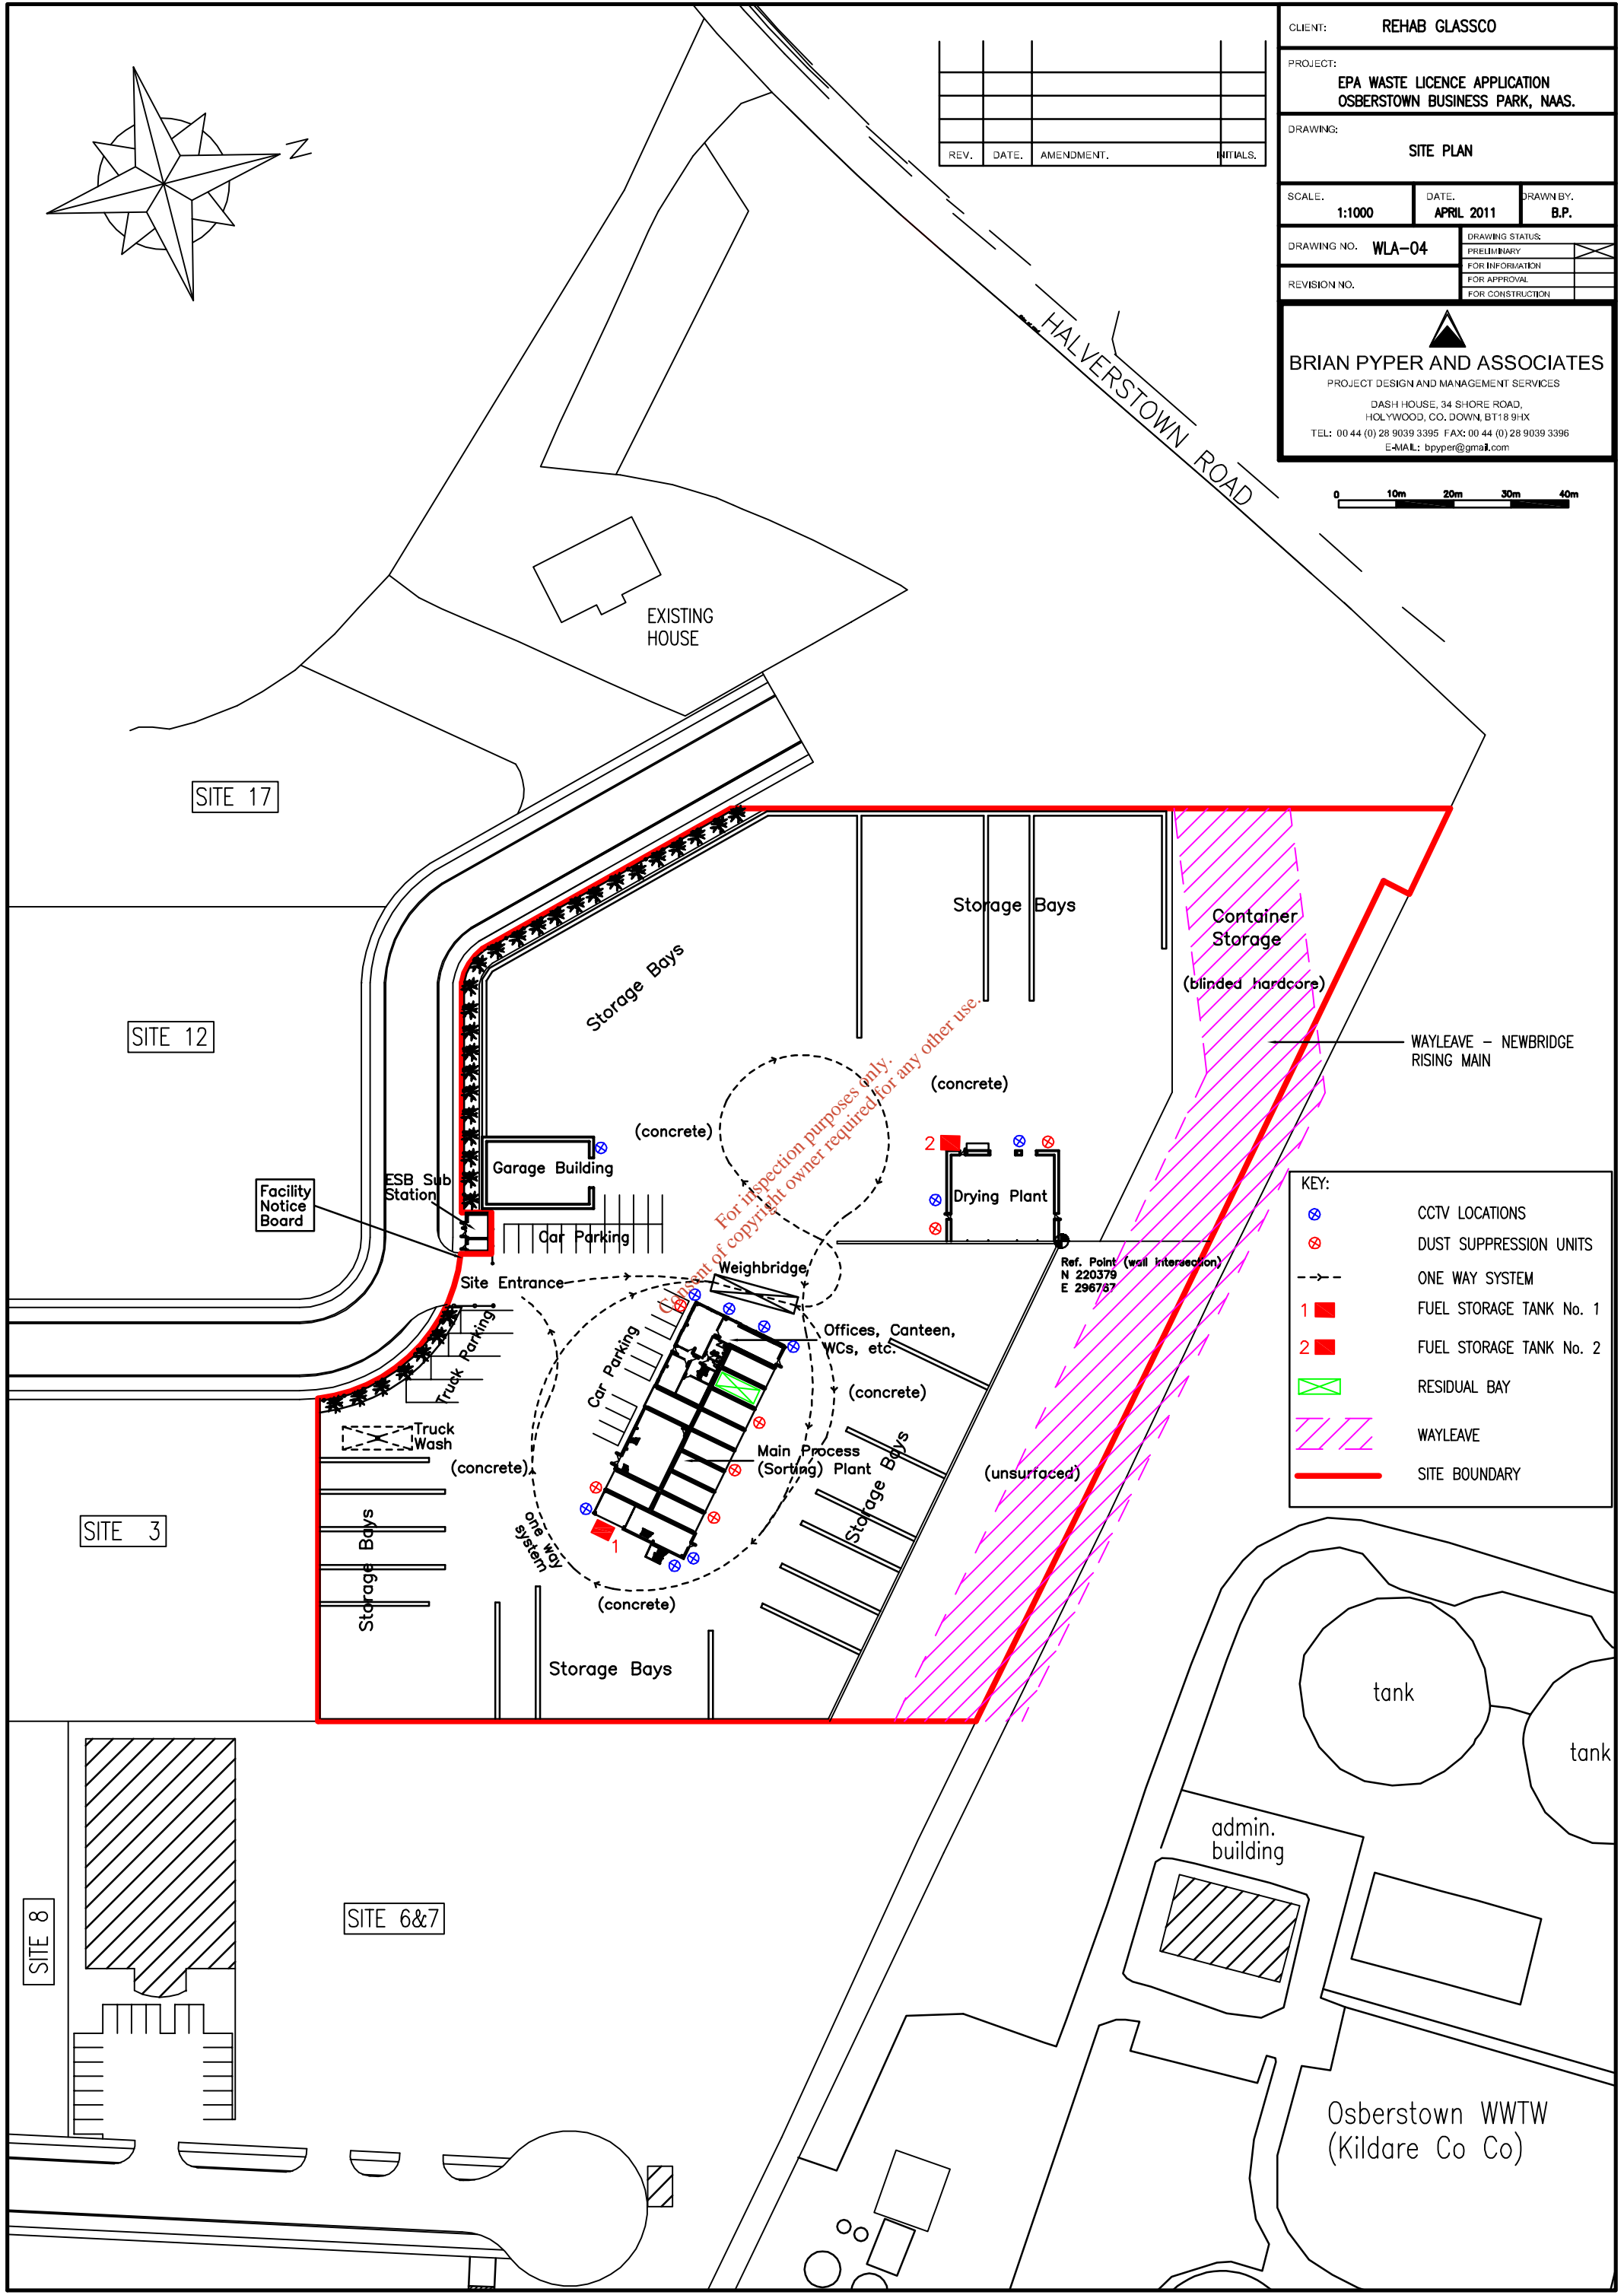 CLIENT: REHAB GLASSCO
PROJECT:
EPA WASTE LICENCE APPLICATION
OSBERSTOWN BUSINESS PARK, NAAS.
DRAWING:
SITE PLAN
SCALE. DATE. DRAWN BY.
1:1000 APRIL 2011 B.P.
DRAWING NO. WLA-04
DRAWING STATUS:
PRELIMINARY
FOR INFORMATION
FOR APPROVAL
FOR CONSTRUCTION
REVISION NO.
BRIAN PYPER AND ASSOCIATES
PROJECT DESIGN AND MANAGEMENT SERVICES
DASH HOUSE, 34 SHORE ROAD,
HOLYWOOD, CO. DOWN, BT18 9HX
TEL: 00 44 (0) 28 9039 3395 FAX: 00 44 (0) 28 9039 3396
E-MAIL: bpyper@gmail.com
REV. DATE. AMENDMENT. INITIALS.
N
0 10m 20m 30m 40m
HALVERSTOWN ROAD
EXISTING
HOUSE
SITE 17
SITE 12
Storage Bays
Storage Bays
Container
Storage
(blinded hardcore)
WAYLEAVE - NEWBRIDGE
RISING MAIN
(concrete)
(concrete)
For inspection purposes only.
Consent of copyright owner required for any other use.
Garage Building
ESB Sub
Station
Facility
Notice
Board
Car Parking
2
Drying Plant
Ref. Point (wall intersection)
N 220379
E 296767
Site Entrance
Weighbridge
Truck Parking
Car Parking
Offices, Canteen,
WCs, etc.
(concrete)
Truck
Wash
(concrete)
Main Process
(Sorting) Plant
(unsurfaced)
Storage Bays
Storage Bays
one way
system
1
(concrete)
Storage Bays
SITE 3
KEY:
CCTV LOCATIONS
DUST SUPPRESSION UNITS
ONE WAY SYSTEM
1 FUEL STORAGE TANK No. 1
2 FUEL STORAGE TANK No. 2
RESIDUAL BAY
WAYLEAVE
SITE BOUNDARY
tank
tank
admin.
building
SITE 8
SITE 6&7
Osberstown WWTW
(Kildare Co Co)